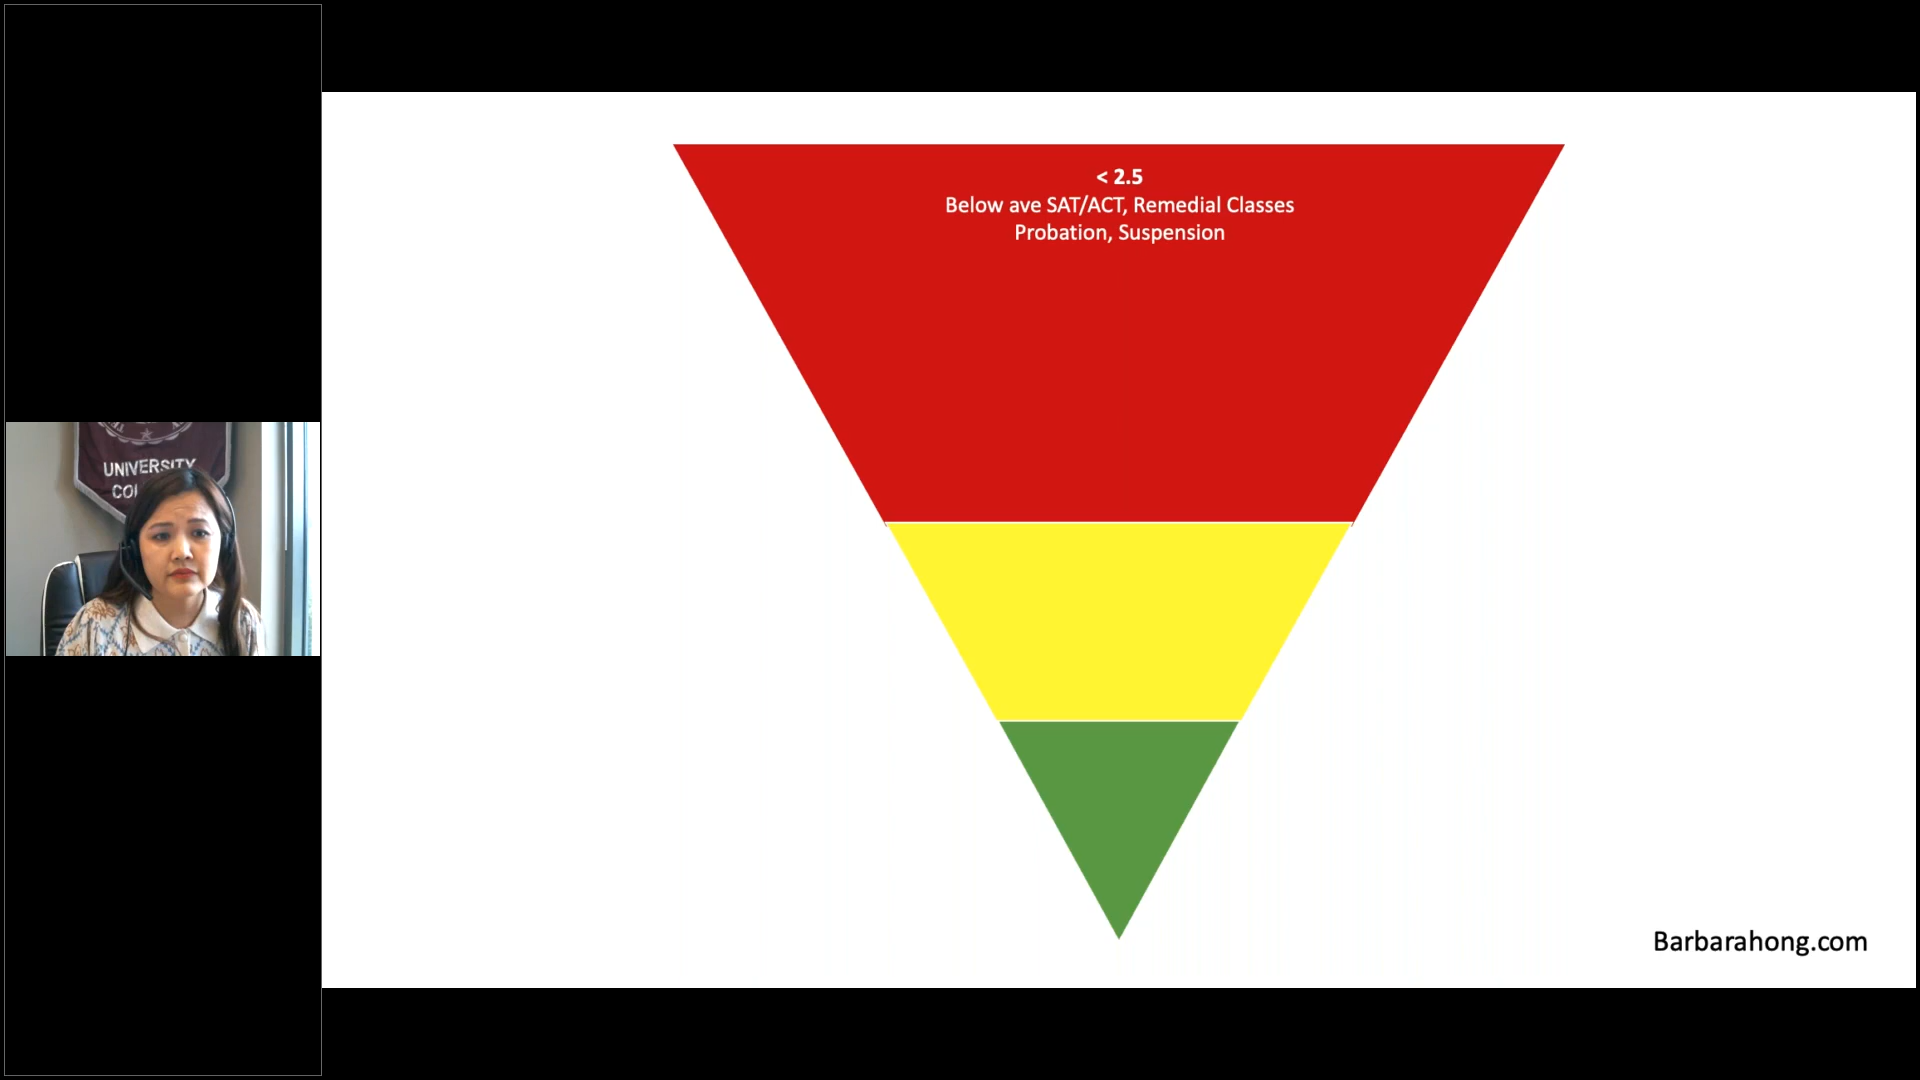 UNIVERSITY
< 2.5
Below ave SAT/ACT, Remedial Classes
Probation, Suspension
Barbarahong.com